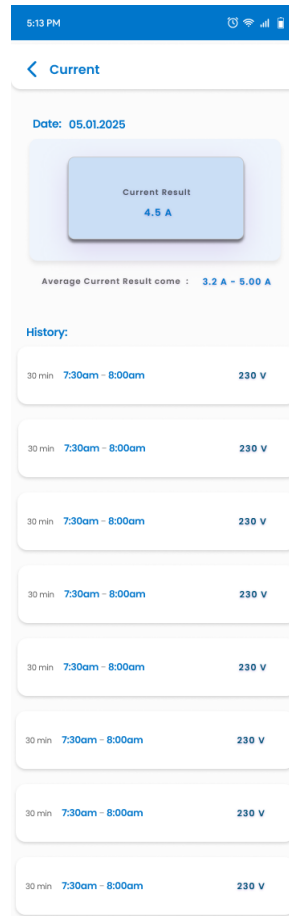 5:13 PM
Current
Date: 05.01.2025
Current Result
4.5 A
Average Current Result come : 3.2 A - 5.00 A
History:
30 min 7:30am - 8:00am 230 V
30 min 7:30am - 8:00am 230 V
30 min 7:30am - 8:00am 230 V
30 min 7:30am - 8:00am 230 V
30 min 7:30am - 8:00am 230 V
30 min 7:30am - 8:00am 230 V
30 min 7:30am - 8:00am 230 V
30 min 7:30am - 8:00am 230 V